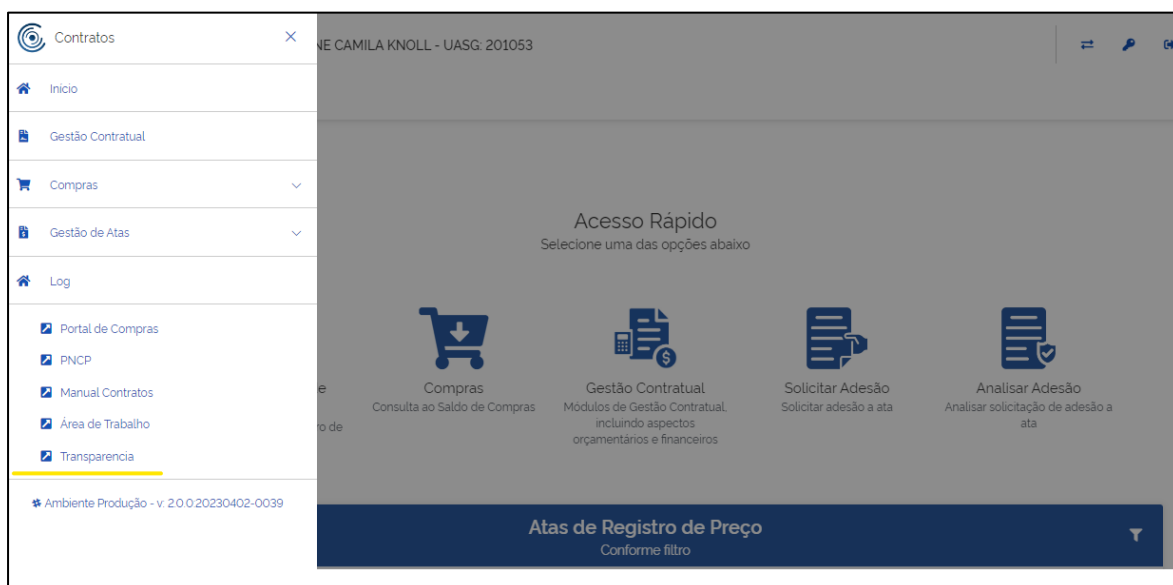 Contratos
NE CAMILA KNOLL - UASG: 201053
Início
Gestão Contratual
Compras
Gestão de Atas
Log
Portal de Compras
PNCP
Manual Contratos
Área de Trabalho
Transparencia
Ambiente Produção - v: 2.0.0:20230402-0039
Acesso Rápido
Selecione uma das opções abaixo
e
ro de
Compras
Consulta ao Saldo de Compras
Gestão Contratual
Módulos de Gestão Contratual,
incluindo aspectos
orçamentários e financeiros
Solicitar Adesão
Solicitar adesão a ata
Analisar Adesão
Analisar solicitação de adesão a
ata
Atas de Registro de Preço
Conforme filtro